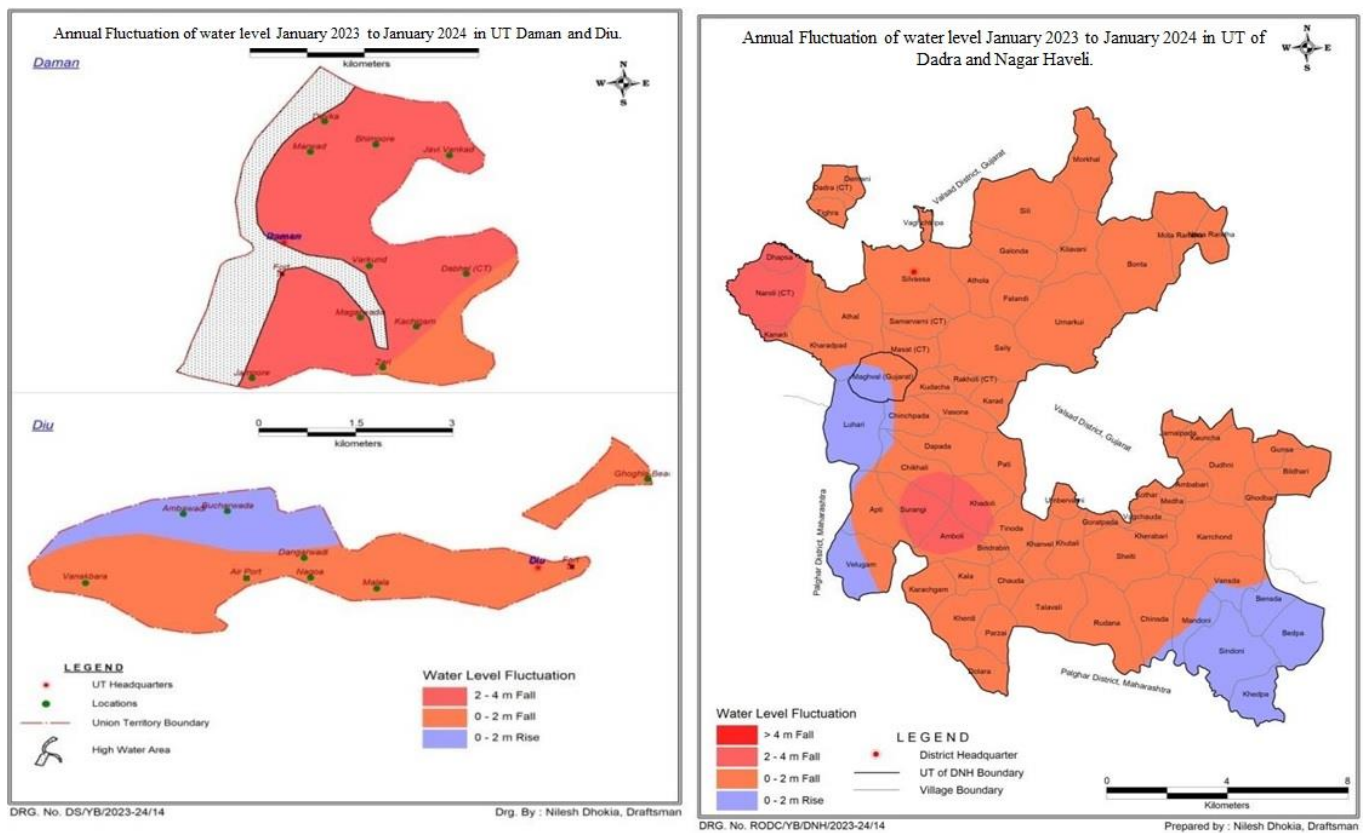 Annual Fluctuation of water level January 2023 to January 2024 in UT Daman and Diu.
kilometers
Daman
N
W E
S
Devka
Marwad
Bhimpore
Javi Vankad
Daman
Fort
Varkund
Dabhel (CT)
Magarwada
Kachigam
Zari
Jampore
Diu
0 1.5 3
kilometers
Ghoghla Bea
Ambawadi
Bucharwada
Dangarwadi
Vanakbara
Air Port
Nagoa
Malala
Diu
Fort
LEGEND
UT Headquarters
Locations
Union Territory Boundary
High Water Area
Water Level Fluctuation
2 - 4 m Fall
0 - 2 m Fall
0 - 2 m Rise
DRG. No. DS/YB/2023-24/14
Drg. By : Nilesh Dhokia, Draftsman
Annual Fluctuation of water level January 2023 to January 2024 in UT of
Dadra and Nagar Haveli.
N
W E
S
Valsad District, Gujarat
Morkhal
Demani
Dadra (CT)
Tighra
Sili
Galonda
Kilavani
Bonta
Dhapsa
Naroli (CT)
Kanadi
Silvassa
Athola
Falandi
Umarkui
Athal
Samarvarni (CT)
Kharadpad
Masat (CT)
Saily
Maghval (Gujarat)
Kudacha
Rakholi (CT)
Karad
Luhari
Chinchpada
Vasona
Valsad District, Gujarat
Dapada
Chikhali
Pati
Jamalpada
Kauncha
Gunsa
Dudhni
Bildhari
Ambabari
Ghodbari
Kothar
Medha
Apti
Surangi
Khadoli
Umbervarni
Vaghchauda
Goratpada
Tinoda
Amboli
Bindrabin
Khanvel
Khutali
Kherabari
Karchond
Shelti
Velugam
Palghar District, Maharashtra
Kala
Karachgam
Chauda
Vansda
Bensda
Talavali
Kherdi
Parzai
Rudana
Chinsda
Mandoni
Bedpa
Sindoni
Dolara
Khedpa
Palghar District, Maharashtra
Water Level Fluctuation
> 4 m Fall
2 - 4 m Fall
0 - 2 m Fall
0 - 2 m Rise
LEGEND
District Headquarter
UT of DNH Boundary
Village Boundary
0 4 8
Kilometers
DRG. No. RODC/YB/DNH/2023-24/14
Prepared by : Nilesh Dhokia, Draftsman